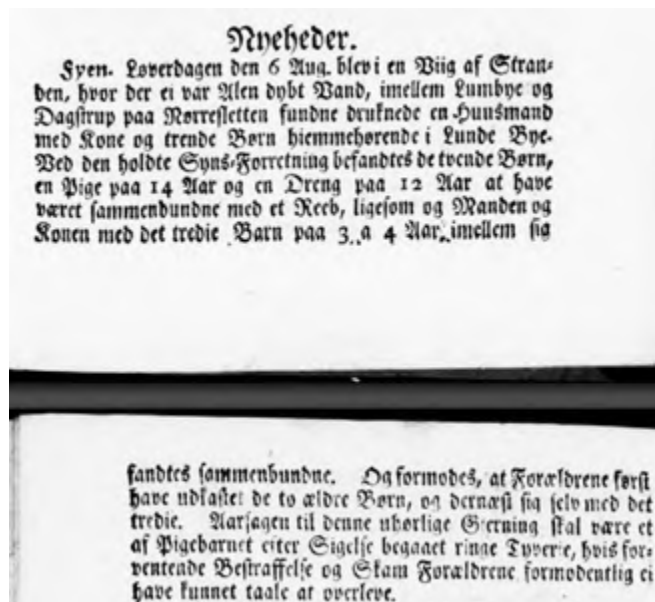 Nyeheder.
Fyen. Løverdagen den 6 Aug. blev i en Viig af Stran-
den, hvor der ei var Alen dybt Vand, imellem Lumbye og
Dagstrup paa Nørresletten fundne druknede en Huusmand
med Kone og trende Børn hiemmehørende i Lunde Bye.
Ved den holdte Syns-Forretning befandtes de tvende Børn,
en Pige paa 14 Aar og en Dreng paa 12 Aar at have
været sammenbundne med et Reeb, ligesom og Manden og
Konen med det tredie Barn paa 3 a 4 Aar, imellem sig
fandtes sammenbundne. Og formodes, at Forældrene først
have udkastet de to ældre Børn, og dernæst sig selv med det
tredie. Aarsagen til denne uhørlige Gierning skal være et
af Pigebarnet efter Sigelse begaaet ringe Tyverie, hvis for-
ventende Bestraffelse og Skam Forældrene formodentlig ei
have kunnet taale at overleve.